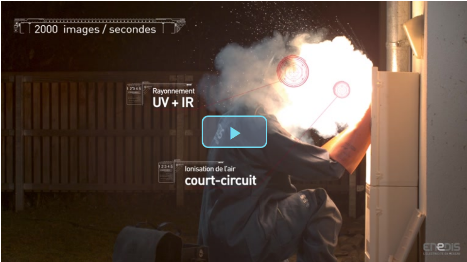 2000 images / secondes
Rayonnement
UV + IR
Ionisation de l'air
court-circuit
ENEDIS